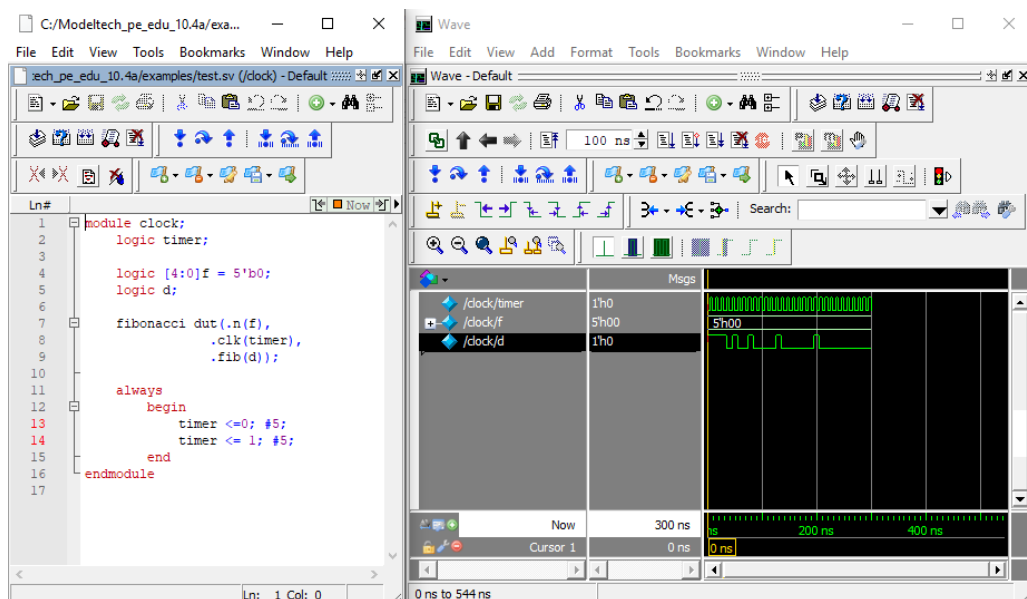 C:/Modeltech_pe_edu_10.4a/exa...
File Edit View Tools Bookmarks Window Help
:ech_pe_edu_10.4a/examples/test.sv (/clock) - Default
Ln#
Now
1 module clock;
2 logic timer;
3
4 logic [4:0]f = 5'b0;
5 logic d;
6
7 fibonacci dut(.n(f),
8 .clk(timer),
9 .fib(d));
10
11 always
12 begin
13 timer <=0; #5;
14 timer <= 1; #5;
15 end
16 endmodule
17
Ln: 1 Col: 0
Wave
File Edit View Add Format Tools Bookmarks Window Help
Wave - Default
100 ns
Search:
Msgs
/clock/timer 1'h0
/clock/f 5'h00 5'h00
/clock/d 1'h0
Now 300 ns ns 200 ns 400 ns
Cursor 1 0 ns 0 ns
0 ns to 544 ns